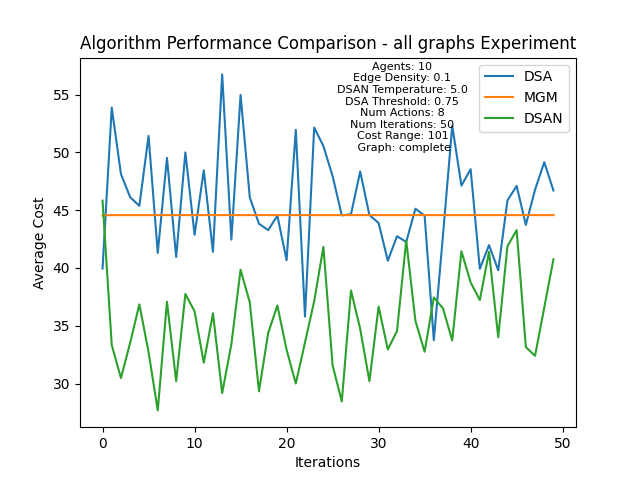 Algorithm Performance Comparison - all graphs Experiment
Agents: 10
Edge Density: 0.1
DSAN Temperature: 5.0
DSA Threshold: 0.75
Num Actions: 8
Num Iterations: 50
Cost Range: 101
Graph: complete
DSA
MGM
DSAN
Average Cost
55
50
45
40
35
30
0
10
20
30
40
50
Iterations